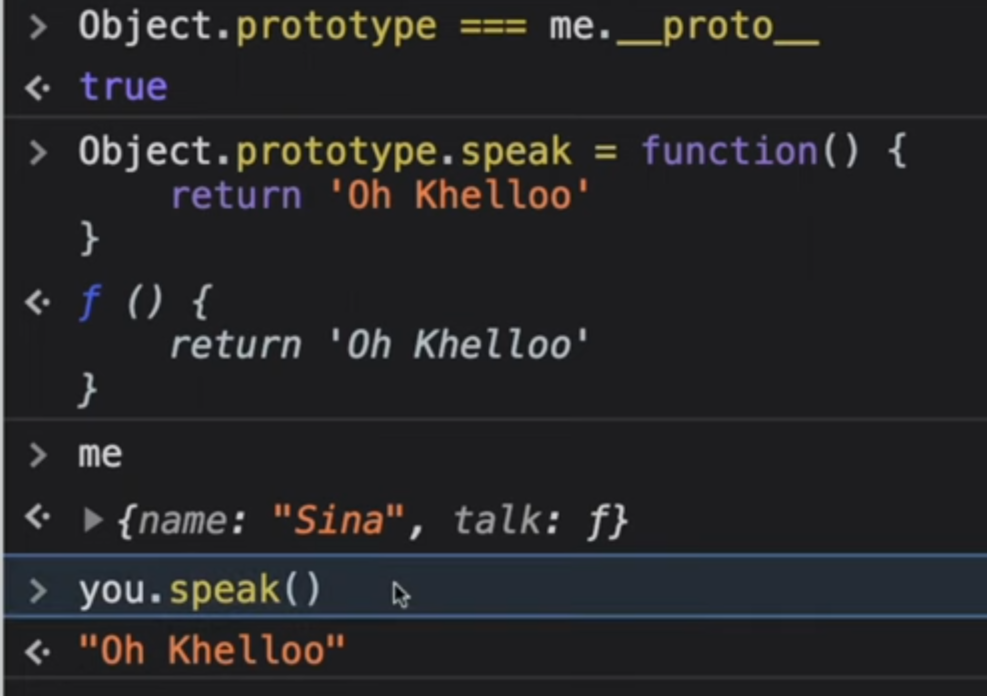 > Object.prototype === me.__proto__
<· true
> Object.prototype.speak = function() {
return 'Oh Khelloo'
}
<· ƒ () {
return 'Oh Khelloo'
}
> me
<· ▶ {name: "Sina", talk: ƒ}
> you.speak()
<· "Oh Khelloo"